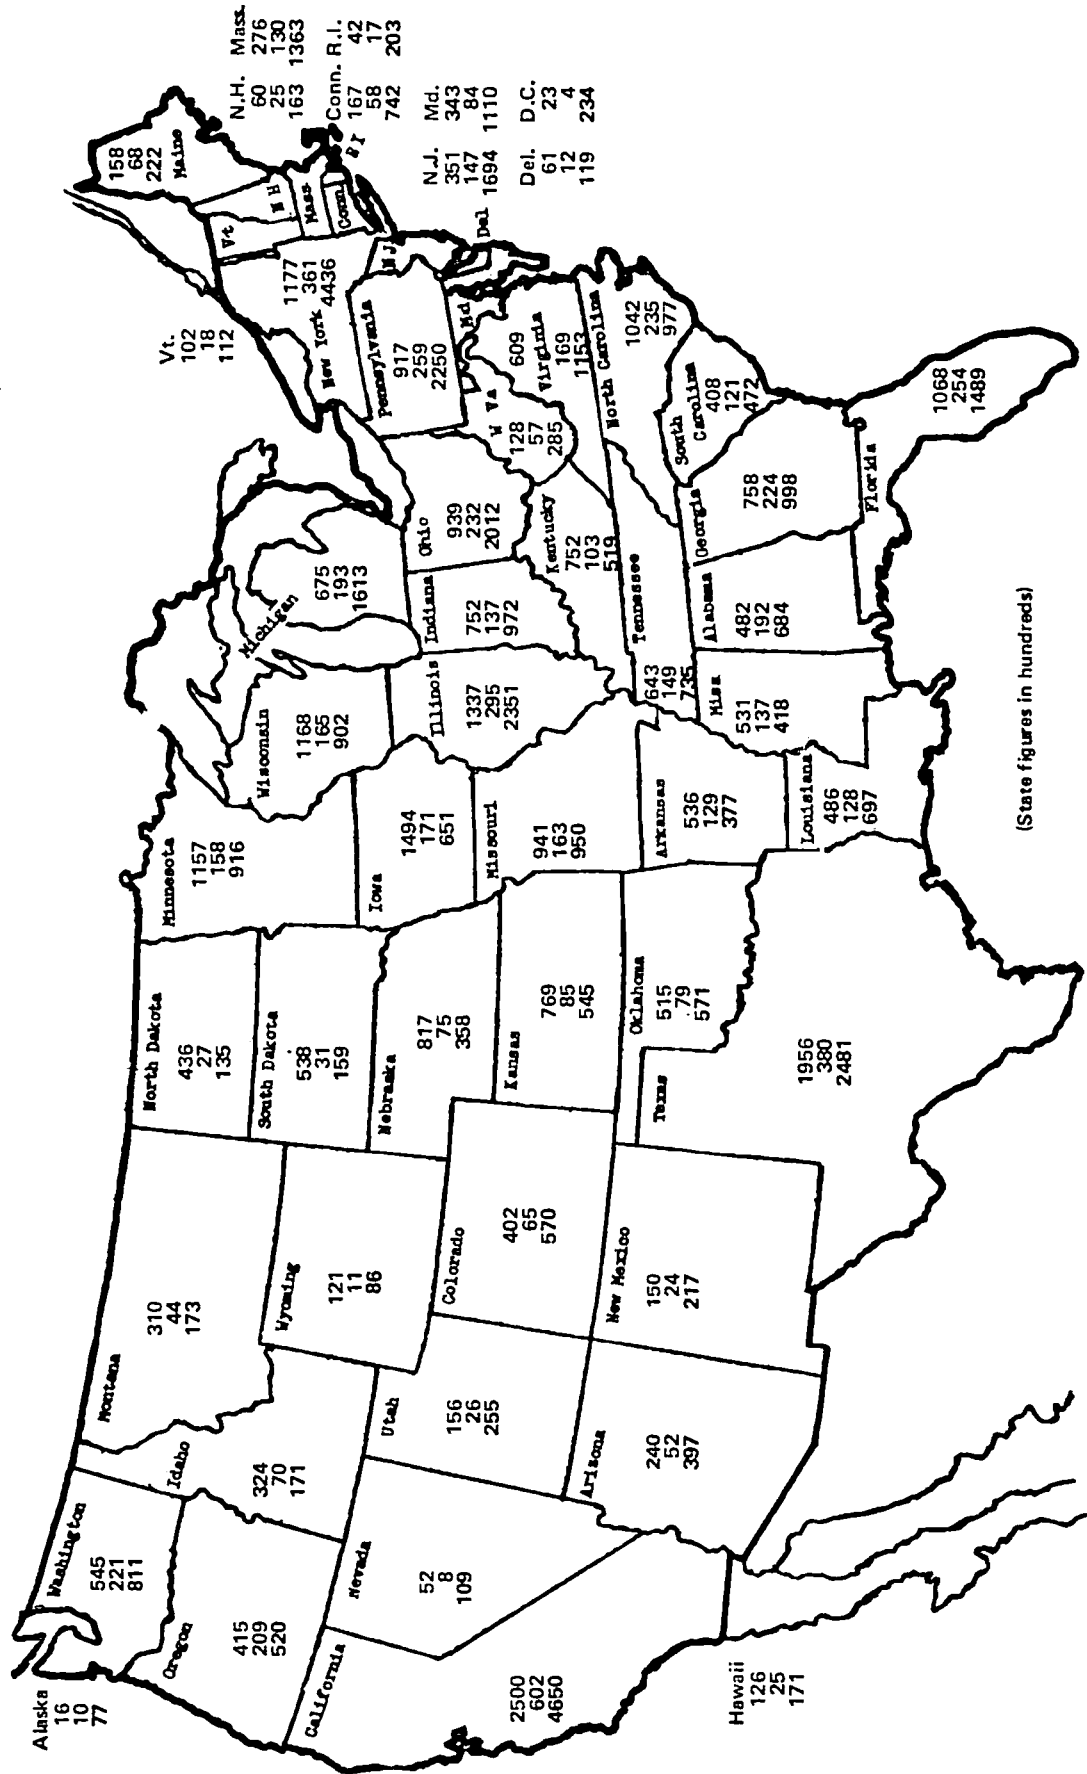 Alaska
16
10
77
Washington
545
221
811
Oregon
415
209
520
California
2500
602
4650
Nevada
52
8
109
Idaho
324
70
171
Montana
310
44
173
Wyoming
121
11
86
Utah
156
26
255
Colorado
402
65
570
Arizona
240
52
397
New Mexico
150
24
217
Hawaii
126
25
171
North Dakota
436
27
135
South Dakota
538
31
159
Nebraska
817
75
358
Kansas
769
85
545
Oklahoma
515
79
571
Texas
1956
380
2481
Minnesota
1157
158
916
Iowa
1494
171
651
Missouri
941
163
950
Arkansas
536
129
377
Louisiana
486
128
697
Wisconsin
1168
165
902
Illinois
1337
295
2351
Michigan
675
193
1613
Indiana
752
137
972
Ohio
939
232
2012
Kentucky
752
103
519
Tennessee
643
149
735
Miss
531
137
418
Alabama
482
192
684
Georgia
758
224
998
Florida
1068
254
1489
South
Carolina
408
121
472
North Carolina
1042
235
977
Virginia
609
169
1153
W Va
128
57
285
Md
Del
Pennsylvania
917
259
2250
N J
New York
1177
361
4436
Vt.
102
18
112
Vt
N H
Mass
Conn
R I
Maine
158
68
222
N.H. Mass.
60 276
25 130
163 1363
Conn. R.I.
167 42
58 17
742 203
N.J. Md.
351 343
147 84
1694 1110
Del. D.C.
61 23
12 4
119 234
(State figures in hundreds)